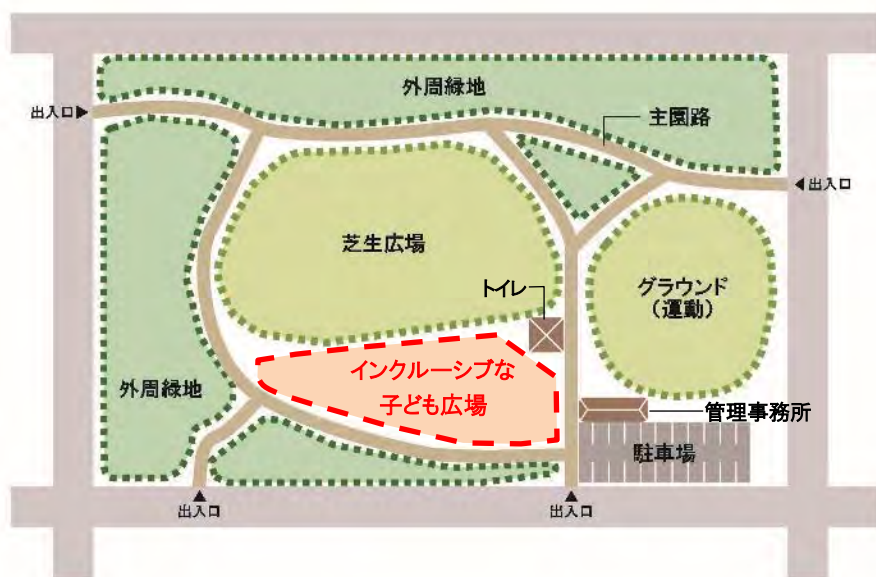 外周緑地
出入口▶
主園路
◀出入口
芝生広場
トイレ
グラウンド
（運動）
インクルーシブな
子ども広場
外周緑地
管理事務所
駐車場
▲
出入口
▲
出入口